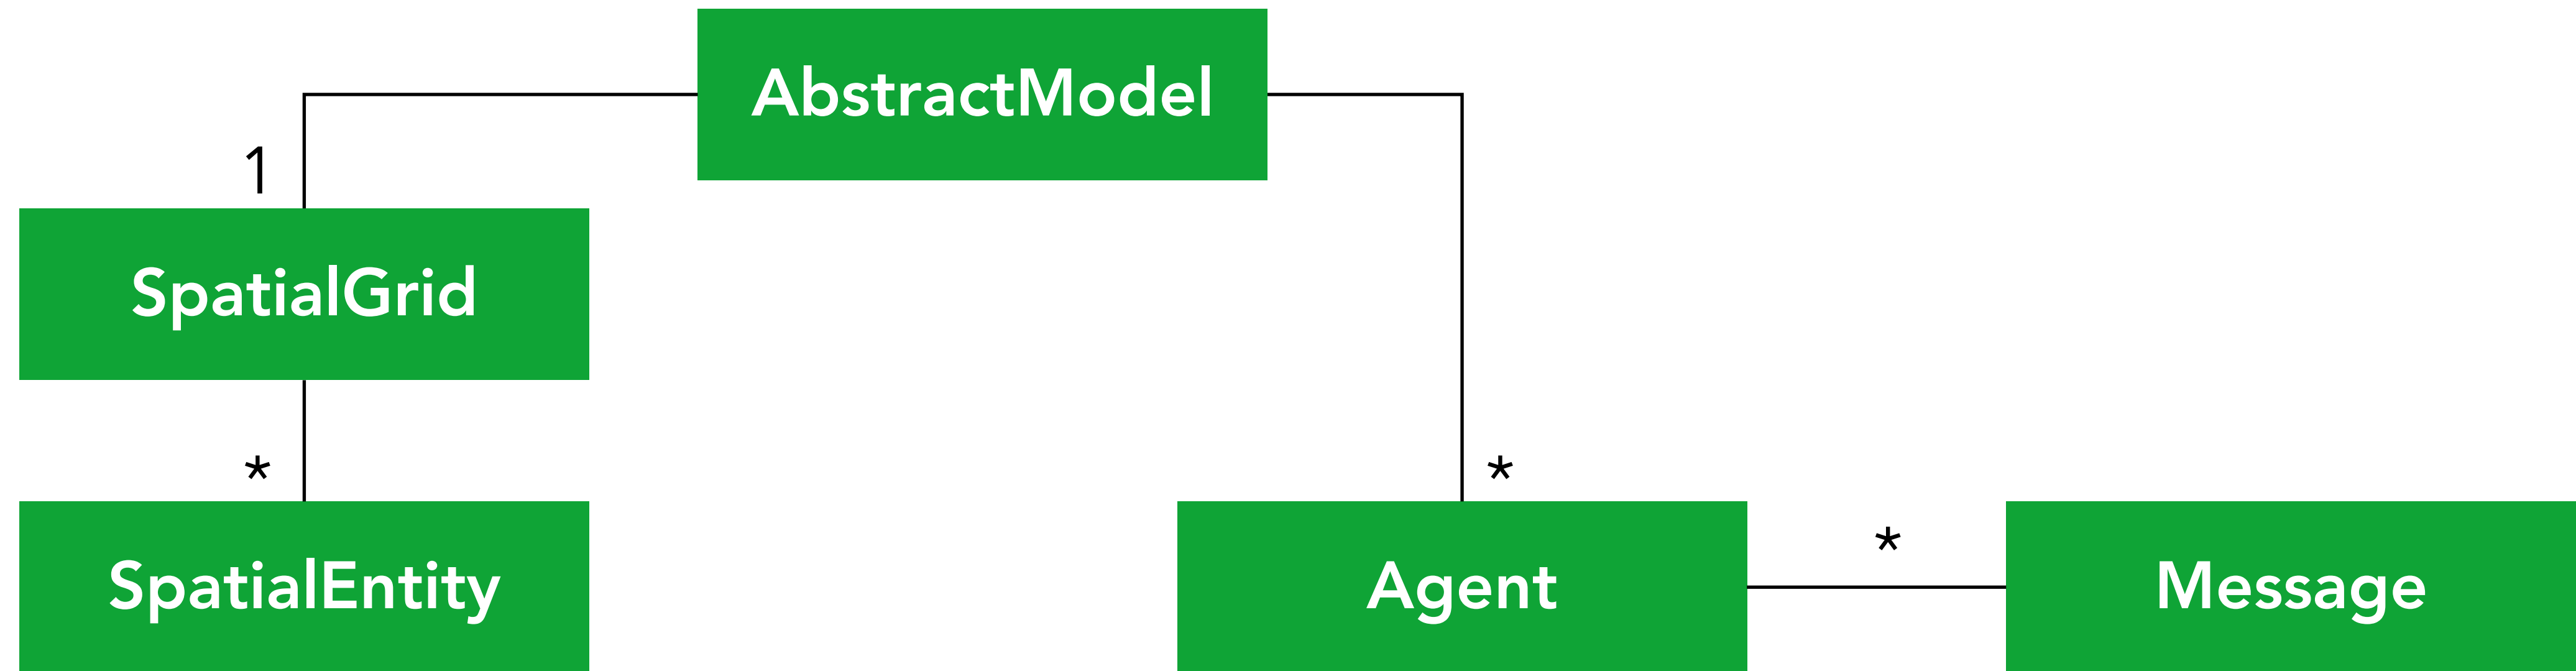 AbstractModel
1
SpatialGrid
*
*
SpatialEntity
Agent
*
Message